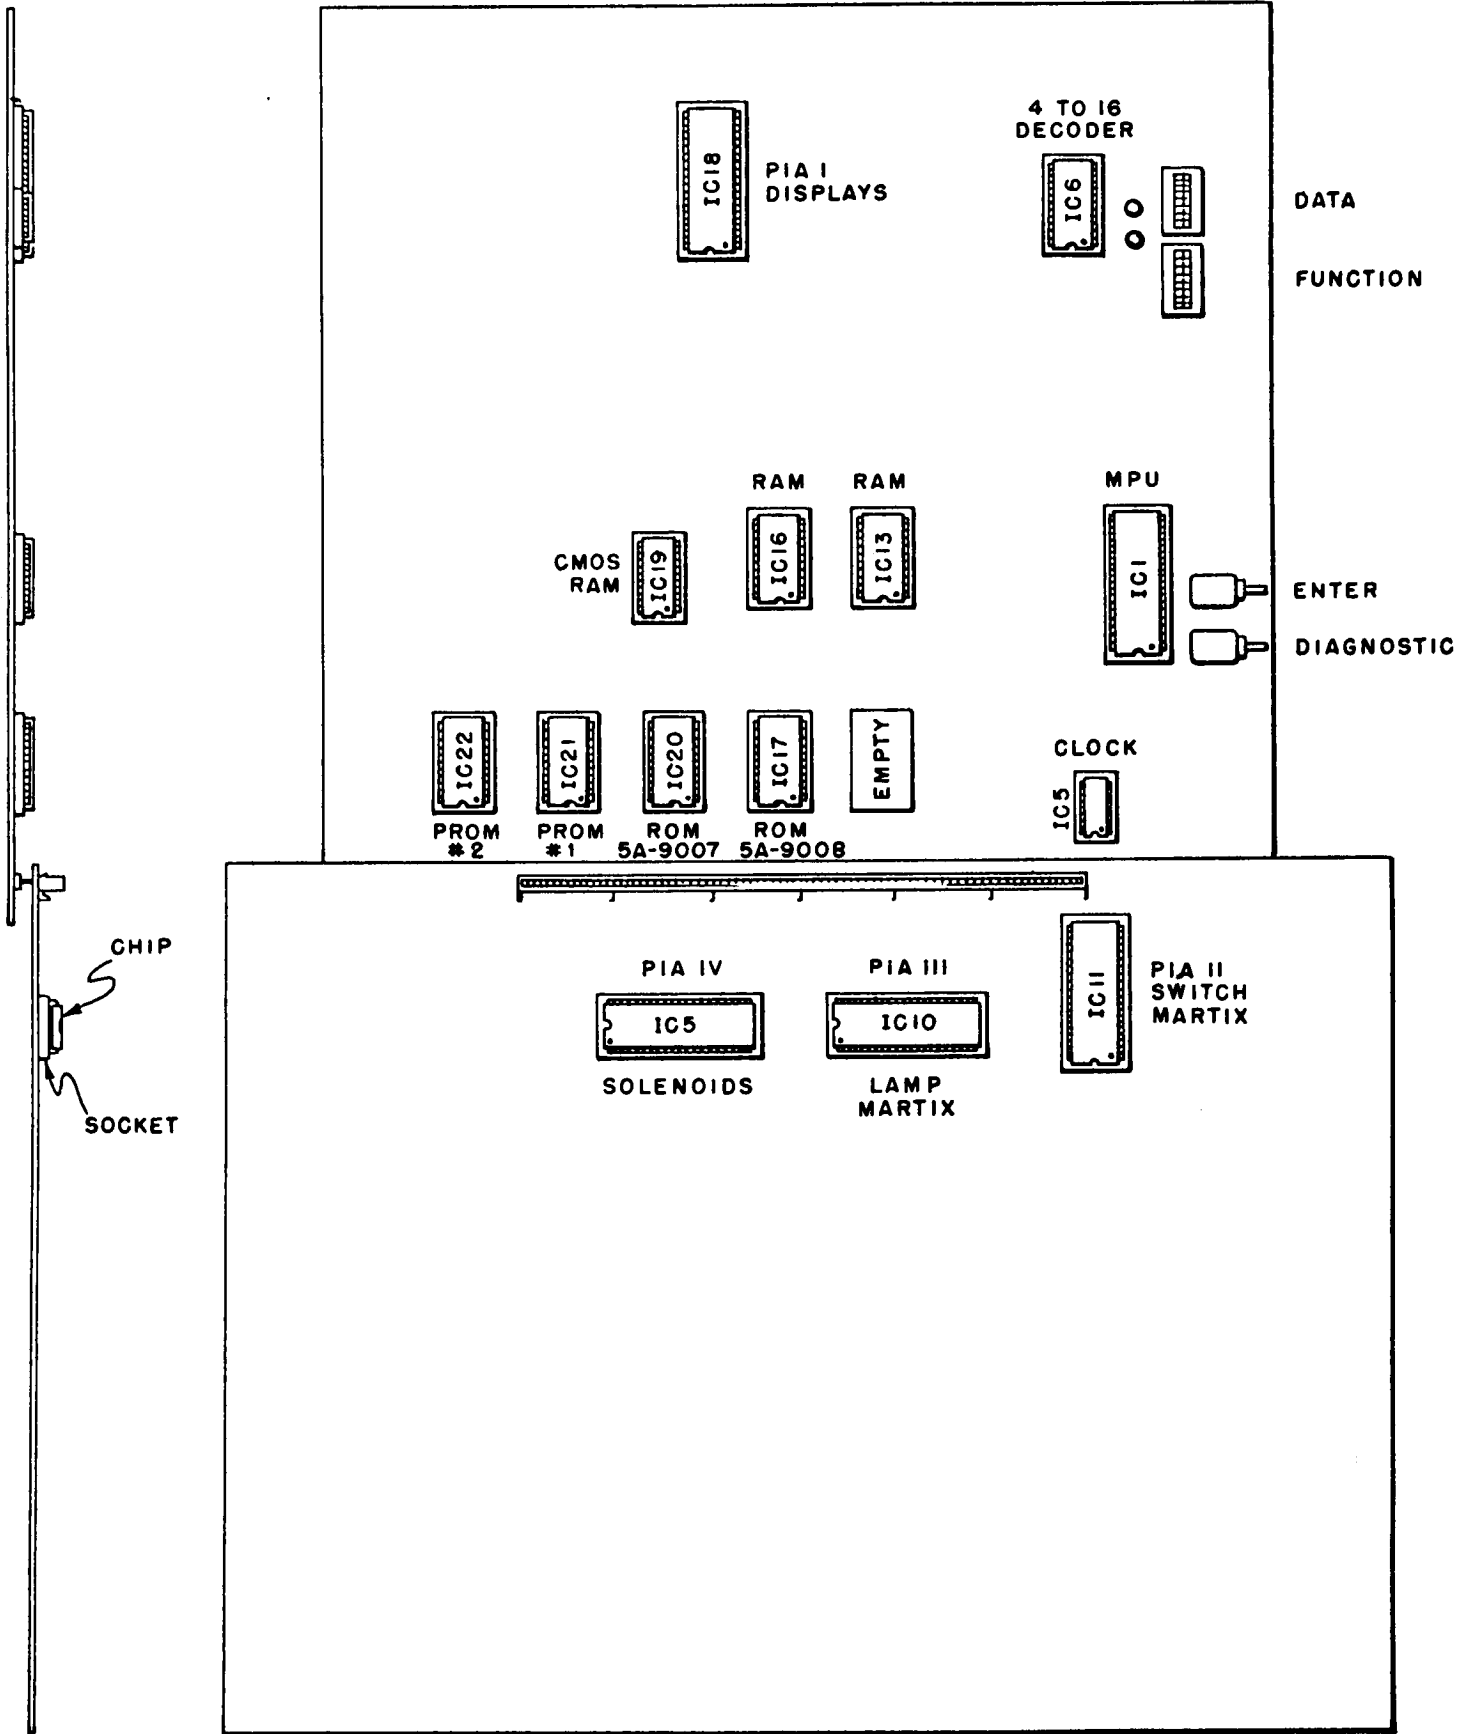 4 TO 16
DECODER
IC18
PIA I
DISPLAYS
IC6
DATA
FUNCTION
RAM
RAM
MPU
CMOS
RAM
IC19
IC16
IC13
IC1
ENTER
DIAGNOSTIC
IC22
IC21
IC20
IC17
EMPTY
CLOCK
IC5
PROM
#2
PROM
#1
ROM
5A-9007
ROM
5A-9008
CHIP
SOCKET
PIA IV
IC5
SOLENOIDS
PIA III
IC10
LAMP
MARTIX
IC11
PIA II
SWITCH
MARTIX